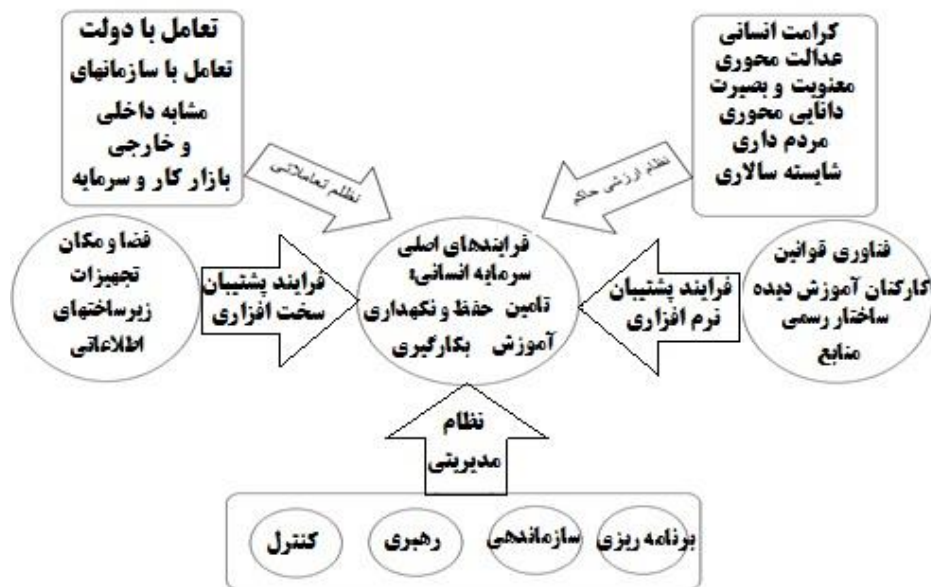 کرامت انسانی
عدالت محوری
معنویت و بصیرت
دانایی محوری
مردم داری
شایسته سالاری
تعامل با دولت
تعامل با سازمانهای
مشابه داخلی
و خارجی
بازار کار و سرمایه
نظام ارزشی حاکم
نظلم تعاملاتی
فناوری قوانین
کارکنان آموزش دیده
ساختار رسمی
منابع
فرایند پشتیبان
نرم افزاری
فرایندهای اصلی
سرمایه انسانی:
تامین حفظ و نکهداری
آموزش بکارگیری
فرایند پشتیبان
سخت افزاری
فضا و مکان
تجهیزات
زیرساختهای
اطلاعاتی
نظام
مدیریتی
برنامه ریزی
سازماندهی
رهبری
کنترل